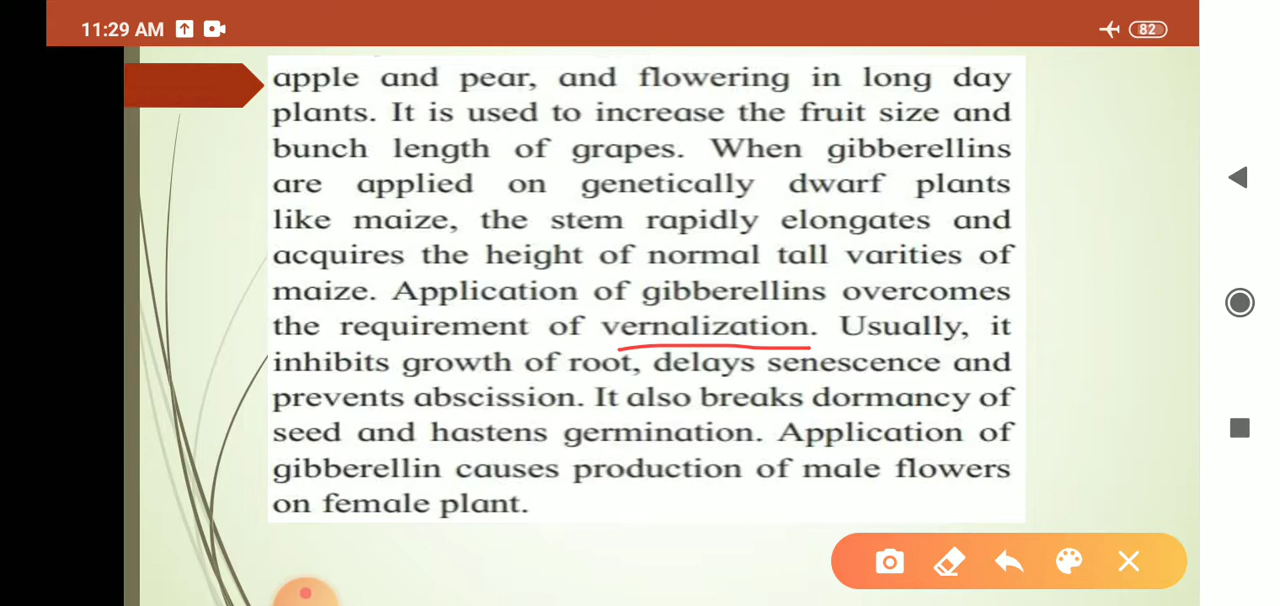 11:29 AM
82
apple and pear, and flowering in long day
plants. It is used to increase the fruit size and
bunch length of grapes. When gibberellins
are applied on genetically dwarf plants
like maize, the stem rapidly elongates and
acquires the height of normal tall varities of
maize. Application of gibberellins overcomes
the requirement of vernalization. Usually, it
inhibits growth of root, delays senescence and
prevents abscission. It also breaks dormancy of
seed and hastens germination. Application of
gibberellin causes production of male flowers
on female plant.